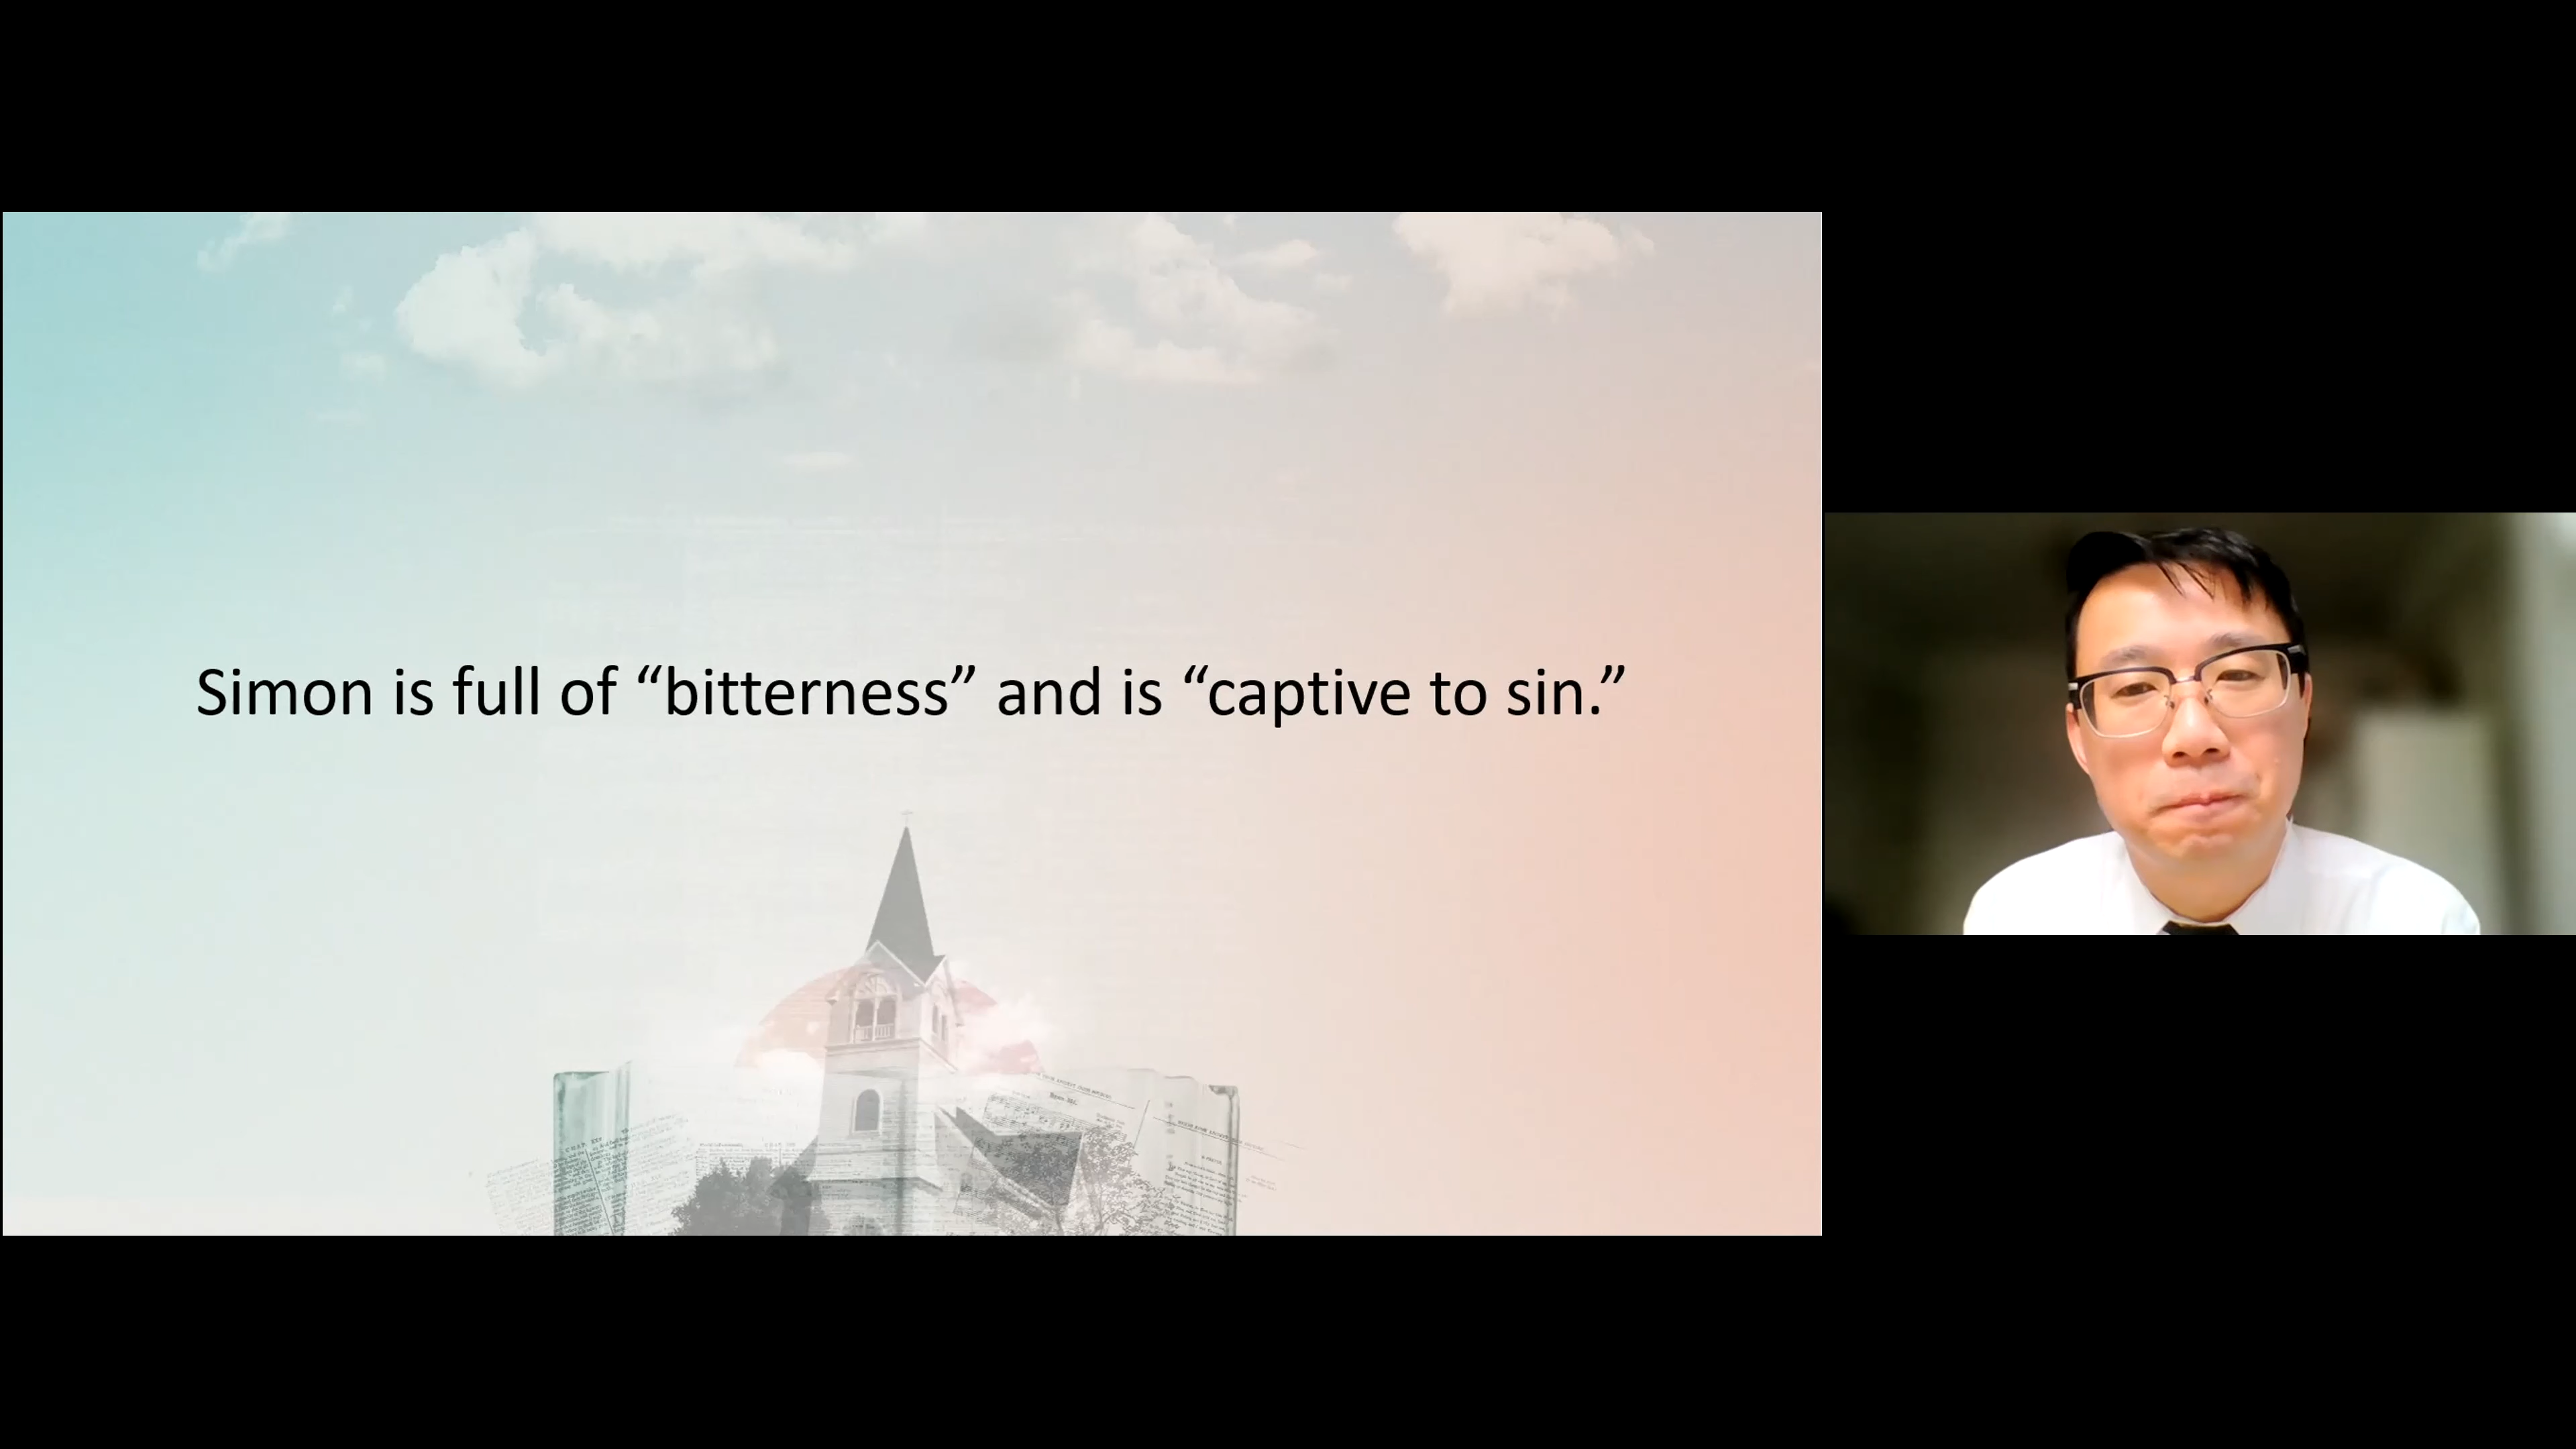 Simon is full of “bitterness” and is “captive to sin.”